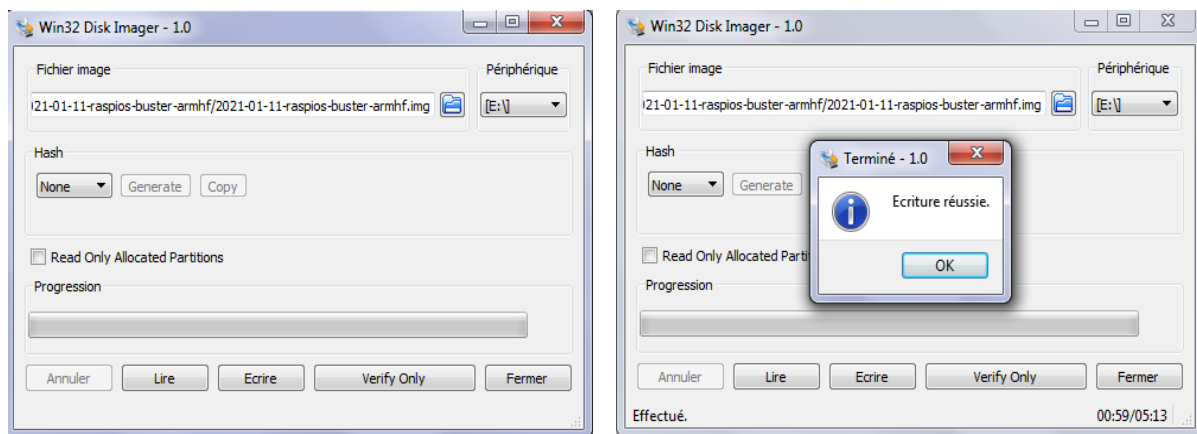 Win32 Disk Imager - 1.0
Fichier image
Périphérique
21-01-11-raspios-buster-armhf/2021-01-11-raspios-buster-armhf.img
[E:\]
Hash
None
Generate
Copy
Read Only Allocated Partitions
Progression
Annuler
Lire
Ecrire
Verify Only
Fermer
Win32 Disk Imager - 1.0
Fichier image
Périphérique
021-01-11-raspios-buster-armhf/2021-01-11-raspios-buster-armhf.img
[E:\]
Hash
None
Generate
Terminé - 1.0
Ecriture réussie.
OK
Read Only Allocated Parti
Progression
Annuler
Lire
Ecrire
Verify Only
Fermer
Effectué.
00:59/05:13